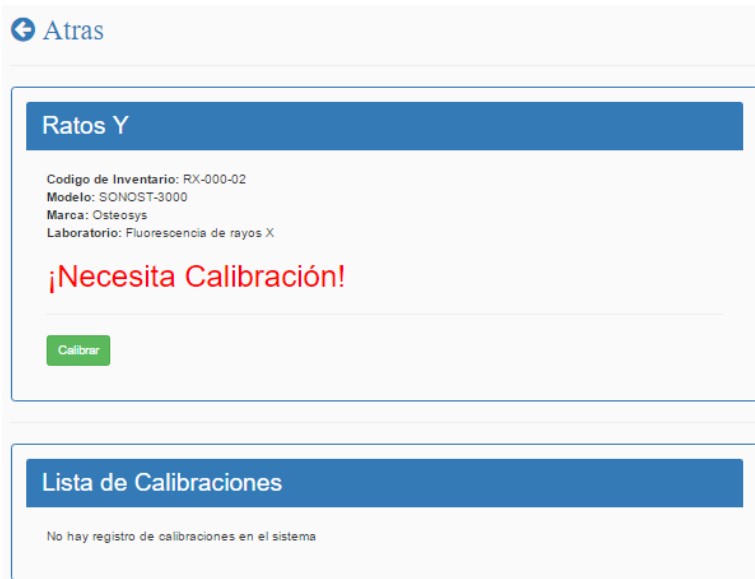 Atras
Ratos Y
Codigo de Inventario: RX-000-02
Modelo: SONOST-3000
Marca: Osteosys
Laboratorio: Fluorescencia de rayos X
¡Necesita Calibración!
Calibrar
Lista de Calibraciones
No hay registro de calibraciones en el sistema